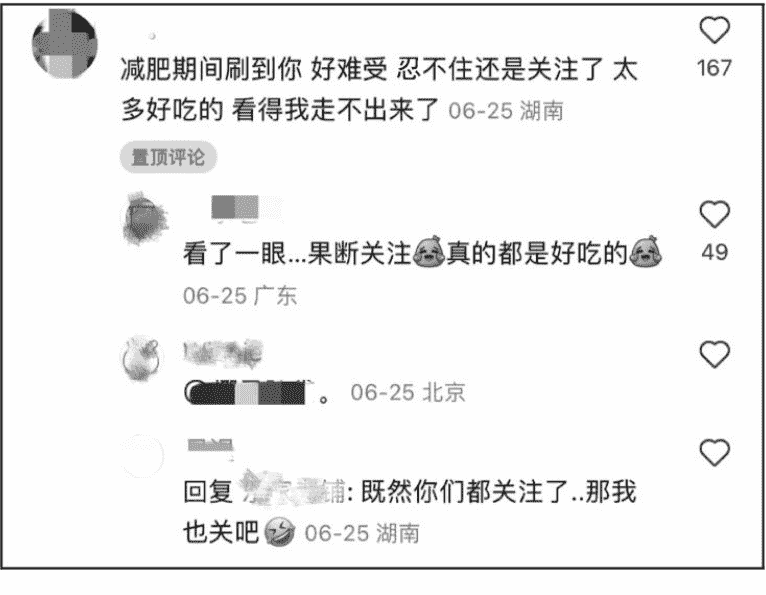 减肥期间刷到你 好难受 忍不住还是关注了 太
多好吃的 看得我走不出来了 06-25 湖南
167
置顶评论
看了一眼...果断关注真的都是好吃的
49
06-25 广东
。 06-25 北京
回复 铺: 既然你们都关注了..那我
也关吧 06-25 湖南